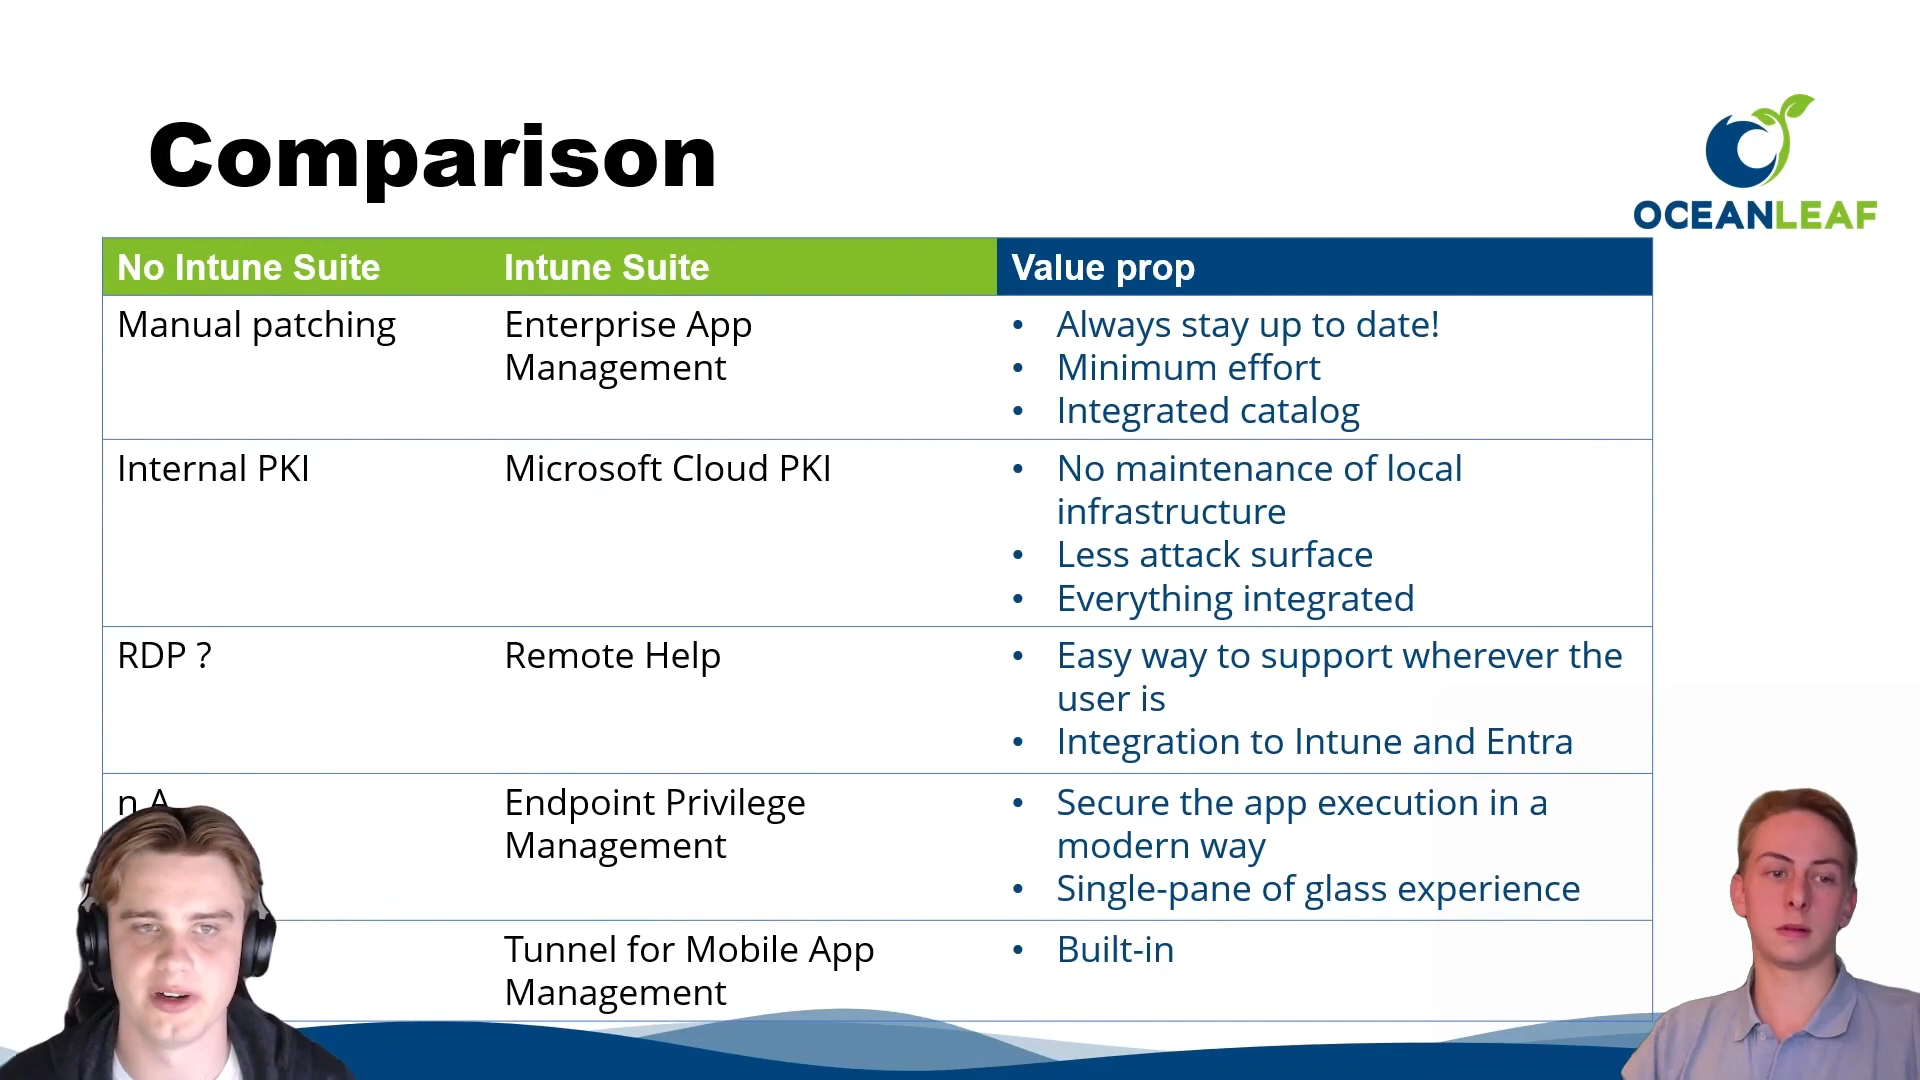 Comparison
OCEANLEAF
No Intune Suite
Intune Suite
Value prop
Manual patching
Enterprise App
Management
• Always stay up to date!
• Minimum effort
• Integrated catalog
Internal PKI
Microsoft Cloud PKI
• No maintenance of local
infrastructure
• Less attack surface
• Everything integrated
RDP ?
Remote Help
• Easy way to support wherever the
user is
• Integration to Intune and Entra
n A
Endpoint Privilege
Management
• Secure the app execution in a
modern way
• Single-pane of glass experience
Tunnel for Mobile App
Management
• Built-in